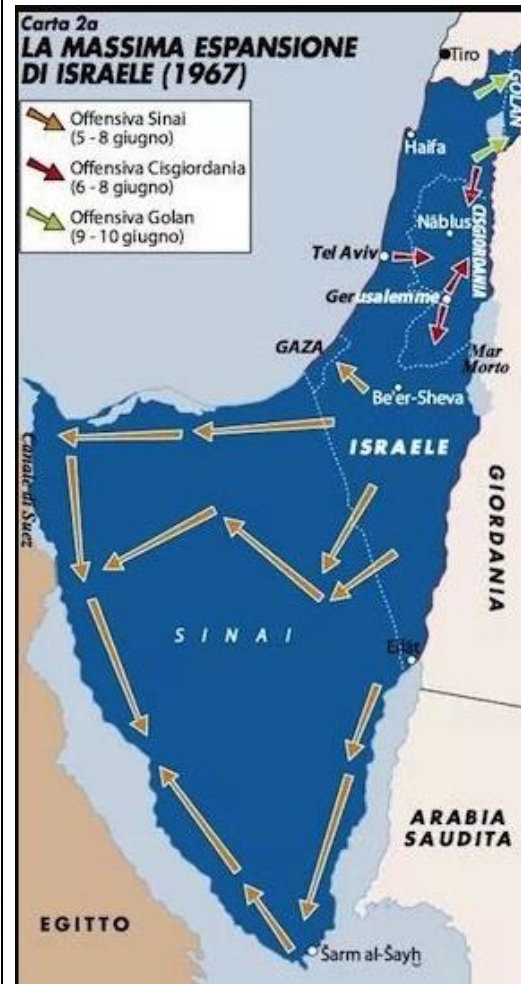 Carta 2a
LA MASSIMA ESPANSIONE
DI ISRAELE (1967)
Offensiva Sinai
(5 - 8 giugno)
Offensiva Cisgiordania
(6 - 8 giugno)
Offensiva Golan
(9 - 10 giugno)
Tiro
GOLAN
Haifa
CISGIORDANIA
Nāblus
Tel Aviv
Gerusalemme
GAZA
Mar
Morto
Be'er-Sheva
ISRAELE
Canale di Suez
GIORDANIA
SINAI
Eilat
ARABIA
SAUDITA
EGITTO
Šarm al-Šayḫ